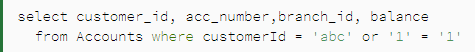 select customer_id, acc_number,branch_id, balance
from Accounts where customerId = 'abc' or '1' = '1'